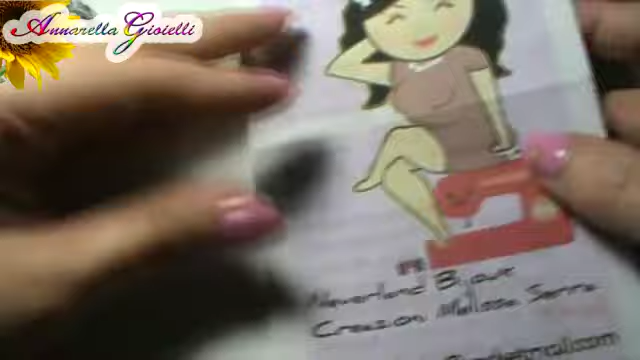 Annarella Gioielli
Neverland Bijoux
Creazioni Melissa Serra